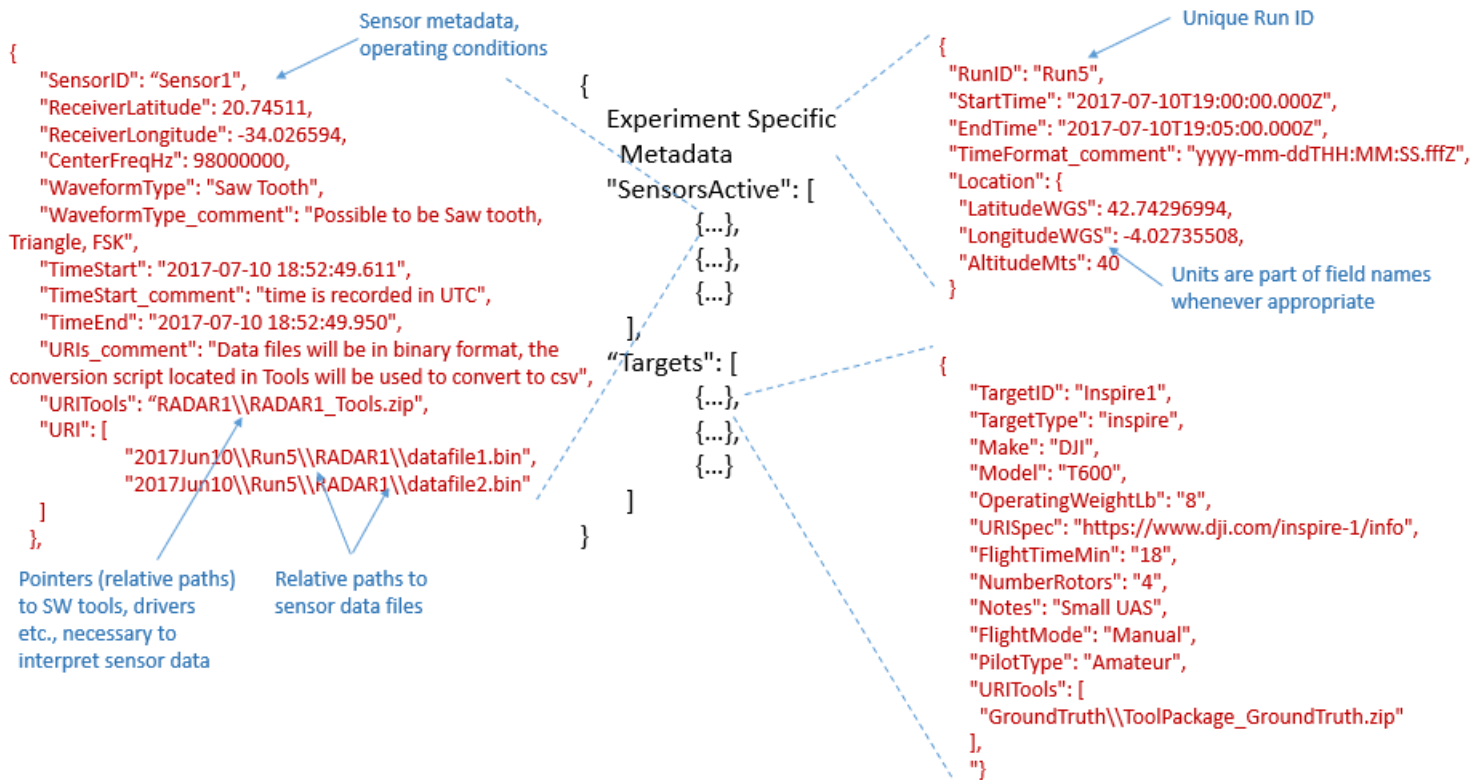 Sensor metadata,
operating conditions
{
"SensorID": “Sensor1",
"ReceiverLatitude": 20.74511,
"ReceiverLongitude": -34.026594,
"CenterFreqHz": 98000000,
"WaveformType": "Saw Tooth",
"WaveformType_comment": "Possible to be Saw tooth,
Triangle, FSK",
"TimeStart": "2017-07-10 18:52:49.611",
"TimeStart_comment": "time is recorded in UTC",
"TimeEnd": "2017-07-10 18:52:49.950",
"URIs_comment": "Data files will be in binary format, the
conversion script located in Tools will be used to convert to csv",
"URITools": “RADAR1\\RADAR1_Tools.zip",
"URI": [
"2017Jun10\\Run5\\RADAR1\\datafile1.bin",
"2017Jun10\\Run5\\RADAR1\\datafile2.bin"
]
},
Pointers (relative paths)
to SW tools, drivers
etc., necessary to
interpret sensor data
Relative paths to
sensor data files
{
Experiment Specific
Metadata
"SensorsActive": [
{...},
{...},
{...}
],
“Targets": [
{...},
{...},
{...}
]
}
Unique Run ID
{
"RunID": "Run5",
"StartTime": "2017-07-10T19:00:00.000Z",
"EndTime": "2017-07-10T19:05:00.000Z",
"TimeFormat_comment": "yyyy-mm-ddTHH:MM:SS.fffZ",
"Location": {
"LatitudeWGS": 42.74296994,
"LongitudeWGS": -4.02735508,
"AltitudeMts": 40
}
Units are part of field names
whenever appropriate
{
"TargetID": "Inspire1",
"TargetType": "inspire",
"Make": "DJI",
"Model": "T600",
"OperatingWeightLb": "8",
"URISpec": "https://www.dji.com/inspire-1/info",
"FlightTimeMin": "18",
"NumberRotors": "4",
"Notes": "Small UAS",
"FlightMode": "Manual",
"PilotType": "Amateur",
"URITools": [
"GroundTruth\\ToolPackage_GroundTruth.zip"
],
"}